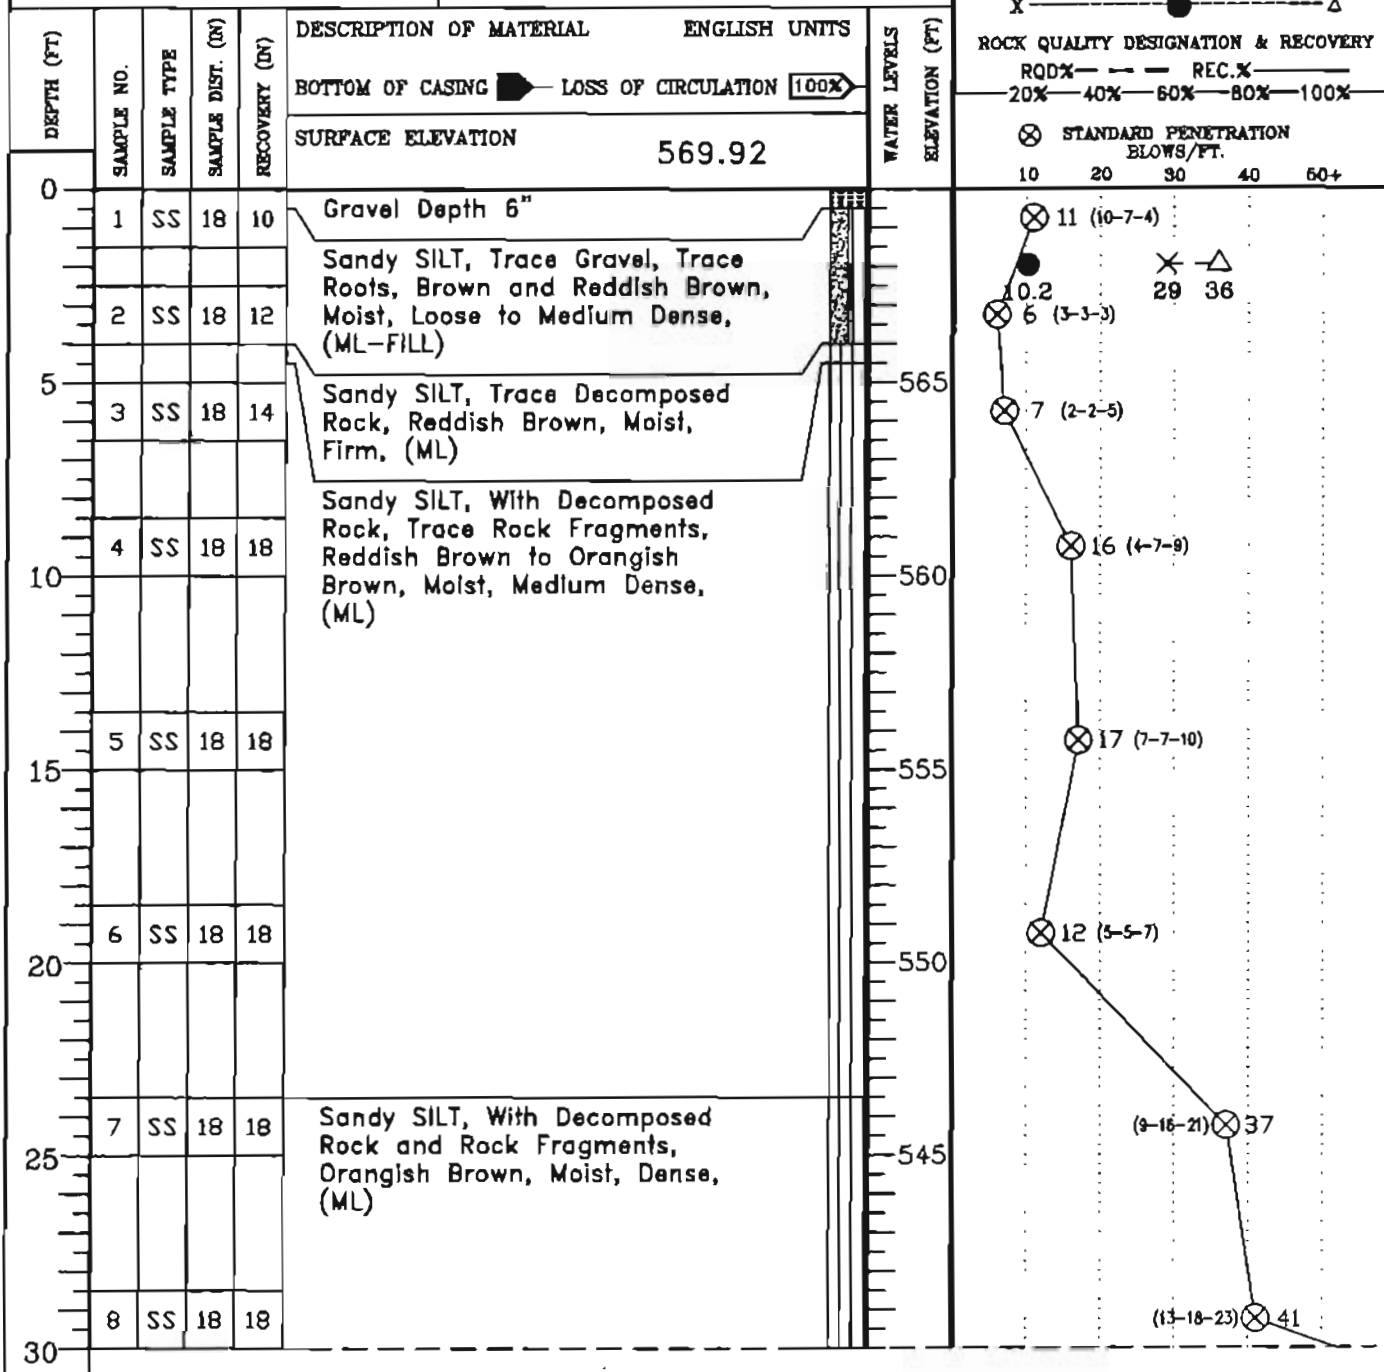 X △
DESCRIPTION OF MATERIAL ENGLISH UNITS
BOTTOM OF CASING LOSS OF CIRCULATION 100%
SURFACE ELEVATION 569.92
DEPTH (FT)
SAMPLE NO.
SAMPLE TYPE
SAMPLE DIST. (IN)
RECOVERY (IN)
WATER LEVELS
ELEVATION (FT)
ROCK QUALITY DESIGNATION & RECOVERY
RQD% REC.%
20% 40% 60% 80% 100%
STANDARD PENETRATION
BLOWS/FT.
10 20 30 40 50+
0
1 SS 18 10
Gravel Depth 6"
11 (10-7-4)
Sandy SILT, Trace Gravel, Trace
Roots, Brown and Reddish Brown,
Moist, Loose to Medium Dense,
(ML-FILL)
10.2 29 36
2 SS 18 12
6 (3-3-3)
5
565
3 SS 18 14
Sandy SILT, Trace Decomposed
Rock, Reddish Brown, Moist,
Firm, (ML)
7 (2-2-5)
Sandy SILT, With Decomposed
Rock, Trace Rock Fragments,
Reddish Brown to Orangish
Brown, Moist, Medium Dense,
(ML)
4 SS 18 18
16 (4-7-9)
10
560
5 SS 18 18
17 (7-7-10)
15
555
6 SS 18 18
12 (5-5-7)
20
550
7 SS 18 18
Sandy SILT, With Decomposed
Rock and Rock Fragments,
Orangish Brown, Moist, Dense,
(ML)
(9-16-21) 37
25
545
8 SS 18 18
(13-18-23) 41
30